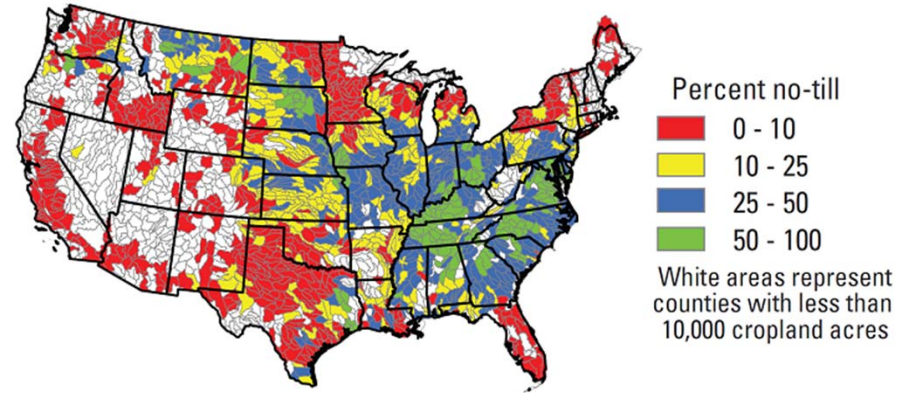 Percent no-till
0 - 10
10 - 25
25 - 50
50 - 100
White areas represent
counties with less than
10,000 cropland acres